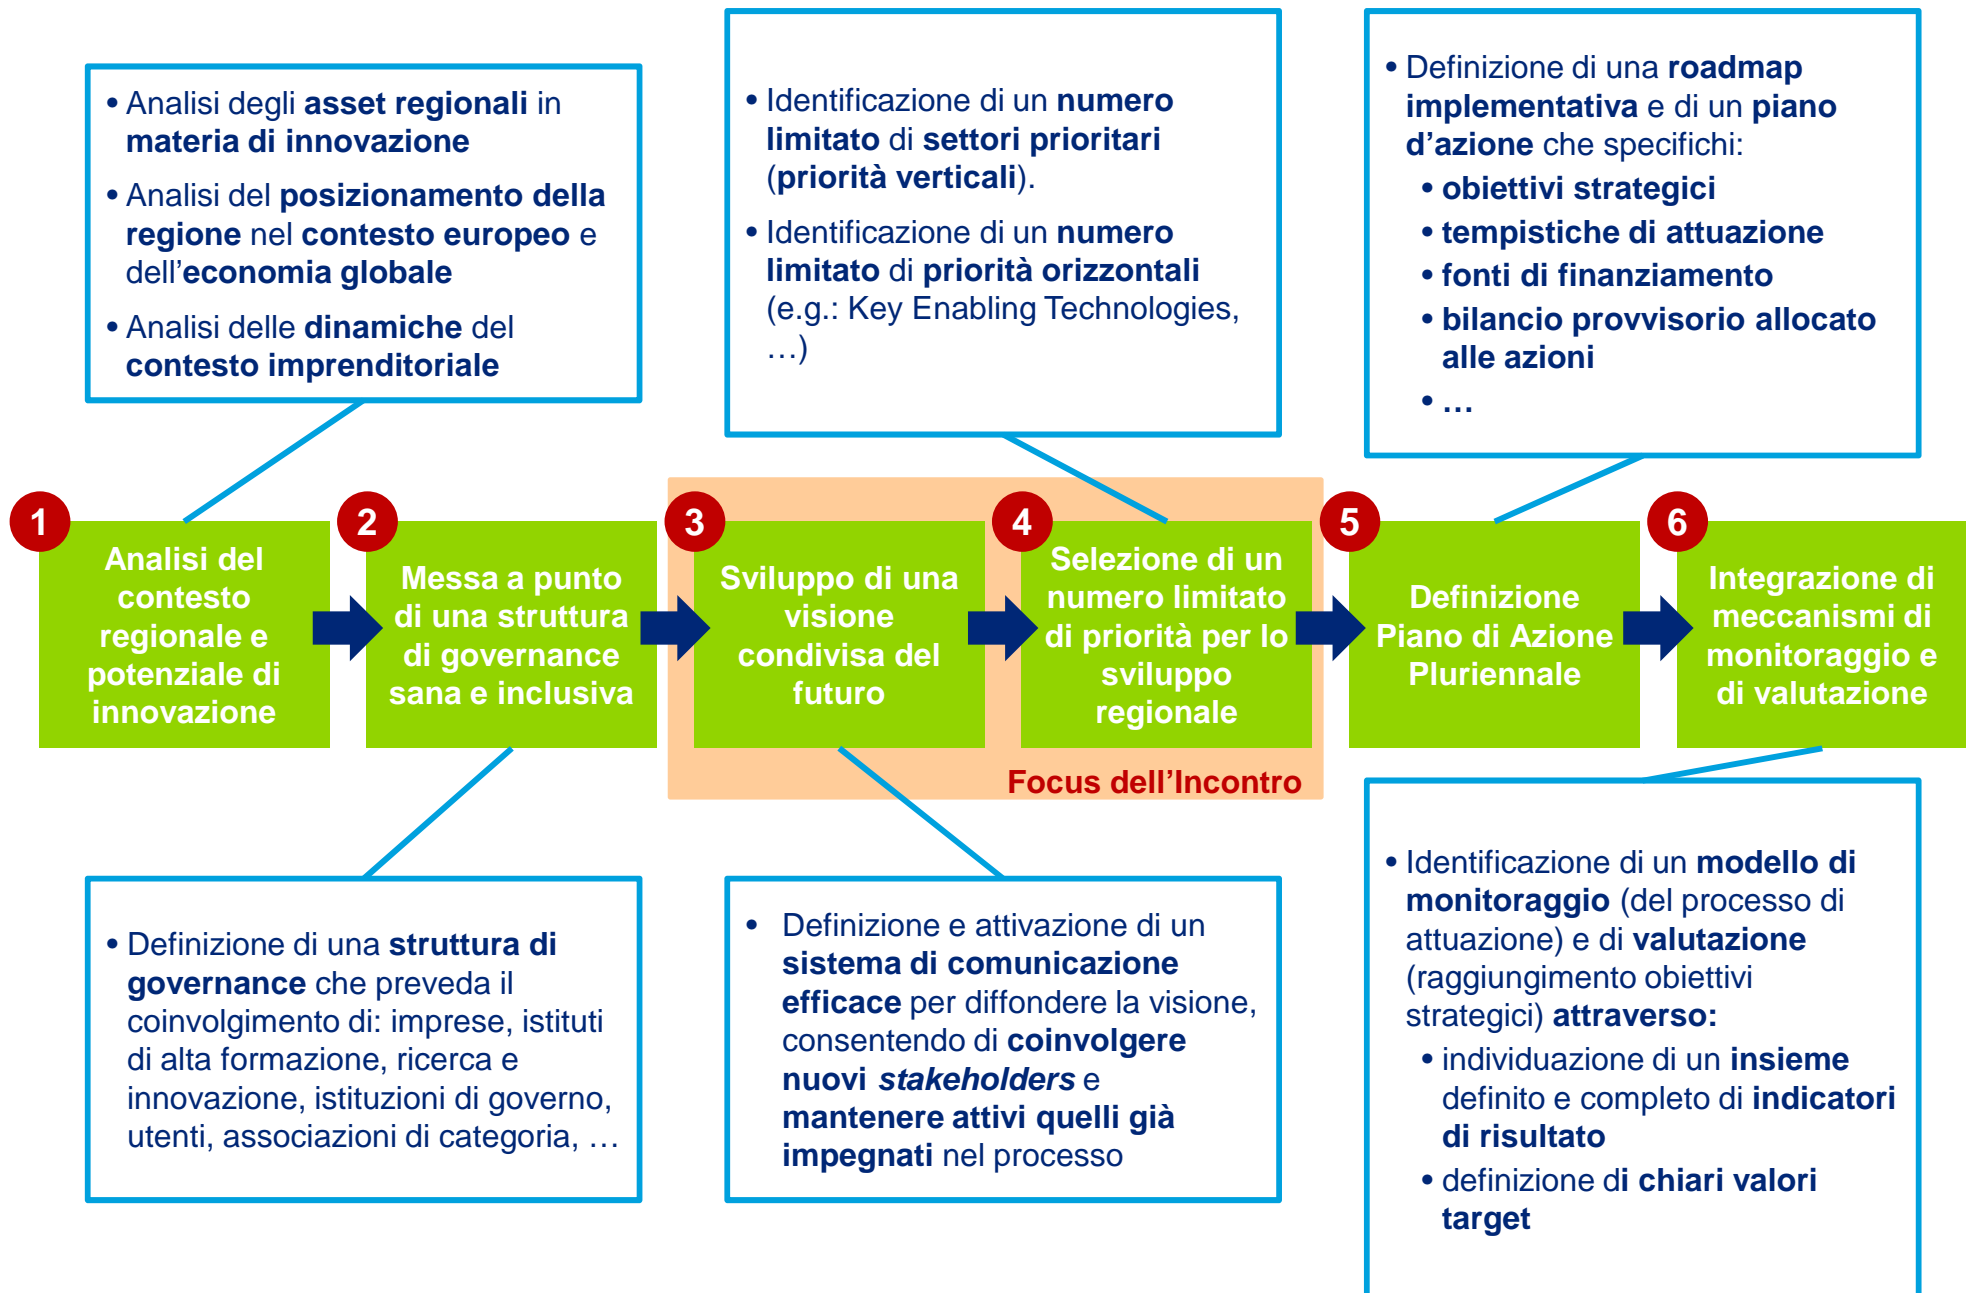 • Analisi degli asset regionali in
materia di innovazione
• Analisi del posizionamento della
regione nel contesto europeo e
dell’economia globale
• Analisi delle dinamiche del
contesto imprenditoriale
• Identificazione di un numero
limitato di settori prioritari
(priorità verticali).
• Identificazione di un numero
limitato di priorità orizzontali
(e.g.: Key Enabling Technologies,
…)
• Definizione di una roadmap
implementativa e di un piano
d’azione che specifichi:
• obiettivi strategici
• tempistiche di attuazione
• fonti di finanziamento
• bilancio provvisorio allocato
alle azioni
• …
1
Analisi del
contesto
regionale e
potenziale di
innovazione
2
Messa a punto
di una struttura
di governance
sana e inclusiva
3
Sviluppo di una
visione
condivisa del
futuro
4
Selezione di un
numero limitato
di priorità per lo
sviluppo
regionale
5
Definizione
Piano di Azione
Pluriennale
6
Integrazione di
meccanismi di
monitoraggio e
di valutazione
Focus dell’Incontro
• Definizione di una struttura di
governance che preveda il
coinvolgimento di: imprese, istituti
di alta formazione, ricerca e
innovazione, istituzioni di governo,
utenti, associazioni di categoria, …
• Definizione e attivazione di un
sistema di comunicazione
efficace per diffondere la visione,
consentendo di coinvolgere
nuovi stakeholders e
mantenere attivi quelli già
impegnati nel processo
• Identificazione di un modello di
monitoraggio (del processo di
attuazione) e di valutazione
(raggiungimento obiettivi
strategici) attraverso:
• individuazione di un insieme
definito e completo di indicatori
di risultato
• definizione di chiari valori
target